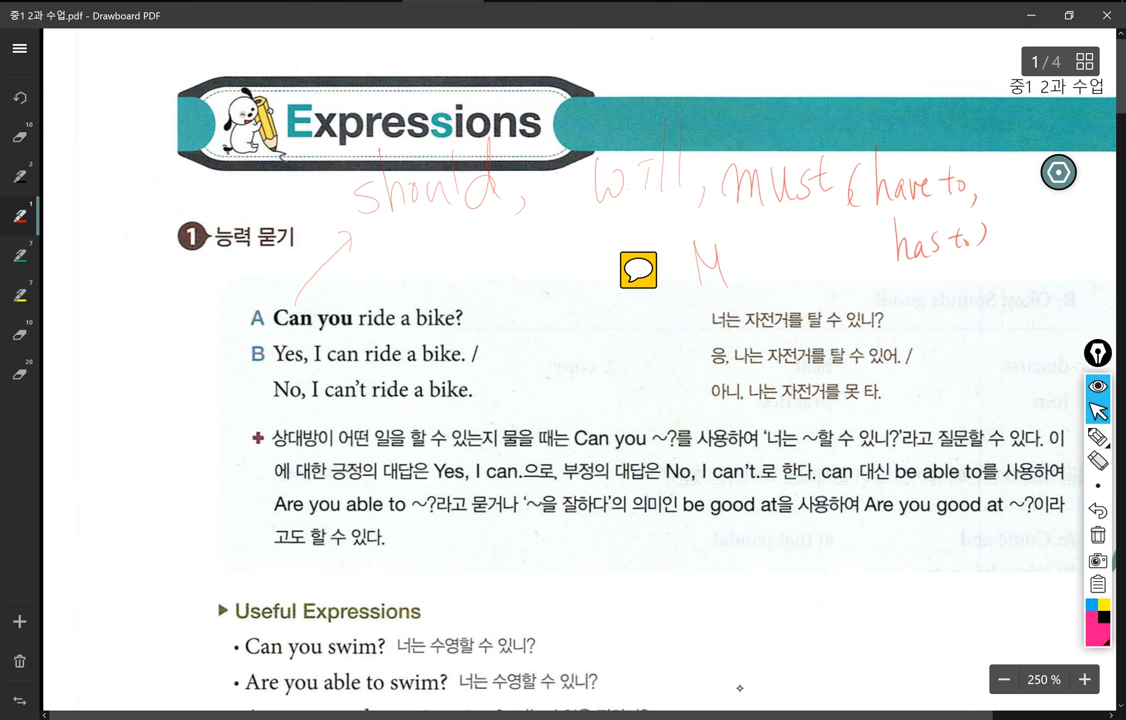 중1 2과 수업.pdf - Drawboard PDF
1 / 4
중1 2과 수업
10
2
1
7
7
10
20
Expressions
should, will, must (have to,
has to)
1 능력 묻기
M
A Can you ride a bike? 너는 자전거를 탈 수 있니?
B Yes, I can ride a bike. / 응, 나는 자전거를 탈 수 있어. /
No, I can't ride a bike. 아니, 나는 자전거를 못 타.
+ 상대방이 어떤 일을 할 수 있는지 물을 때는 Can you ~?를 사용하여 '너는 ~할 수 있니?'라고 질문할 수 있다. 이
에 대한 긍정의 대답은 Yes, I can.으로, 부정의 대답은 No, I can't.로 한다. can 대신 be able to를 사용하여
Are you able to ~?라고 묻거나 '~을 잘하다'의 의미인 be good at을 사용하여 Are you good at ~?이라
고도 할 수 있다.
▶ Useful Expressions
• Can you swim? 너는 수영할 수 있니?
• Are you able to swim? 너는 수영할 수 있니?
250 %